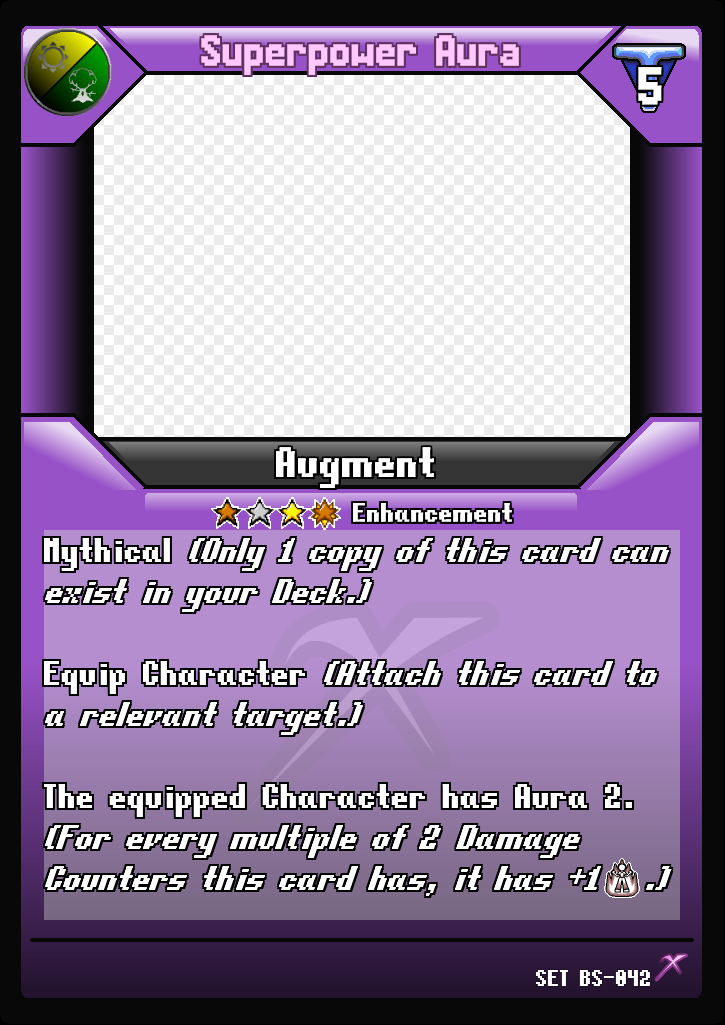 Superpower Aura
5
Augment
Enhancement
Mythical (Only 1 copy of this card can
exist in your Deck.)
Equip Character (Attach this card to
a relevant target.)
The equipped Character has Aura 2.
(For every multiple of 2 Damage
Counters this card has, it has +1 .)
SET BS-042